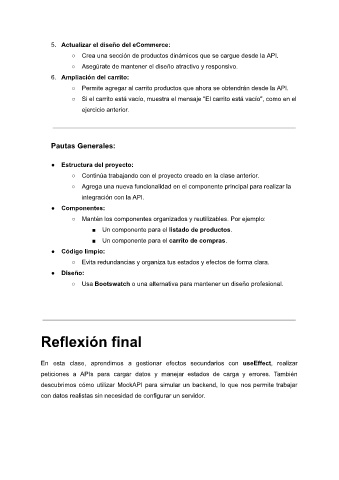 5. Actualizar el diseño del eCommerce:
○ Crea una sección de productos dinámicos que se cargue desde la API.
○ Asegúrate de mantener el diseño atractivo y responsivo.
6. Ampliación del carrito:
○ Permite agregar al carrito productos que ahora se obtendrán desde la API.
○ Si el carrito está vacío, muestra el mensaje "El carrito está vacío", como en el
ejercicio anterior.
Pautas Generales:
● Estructura del proyecto:
○ Continúa trabajando con el proyecto creado en la clase anterior.
○ Agrega una nueva funcionalidad en el componente principal para realizar la
integración con la API.
● Componentes:
○ Mantén los componentes organizados y reutilizables. Por ejemplo:
■ Un componente para el listado de productos.
■ Un componente para el carrito de compras.
● Código limpio:
○ Evita redundancias y organiza tus estados y efectos de forma clara.
● Diseño:
○ Usa Bootswatch o una alternativa para mantener un diseño profesional.
Reflexión final
En esta clase, aprendimos a gestionar efectos secundarios con useEffect, realizar
peticiones a APIs para cargar datos y manejar estados de carga y errores. También
descubrimos cómo utilizar MockAPI para simular un backend, lo que nos permite trabajar
con datos realistas sin necesidad de configurar un servidor.